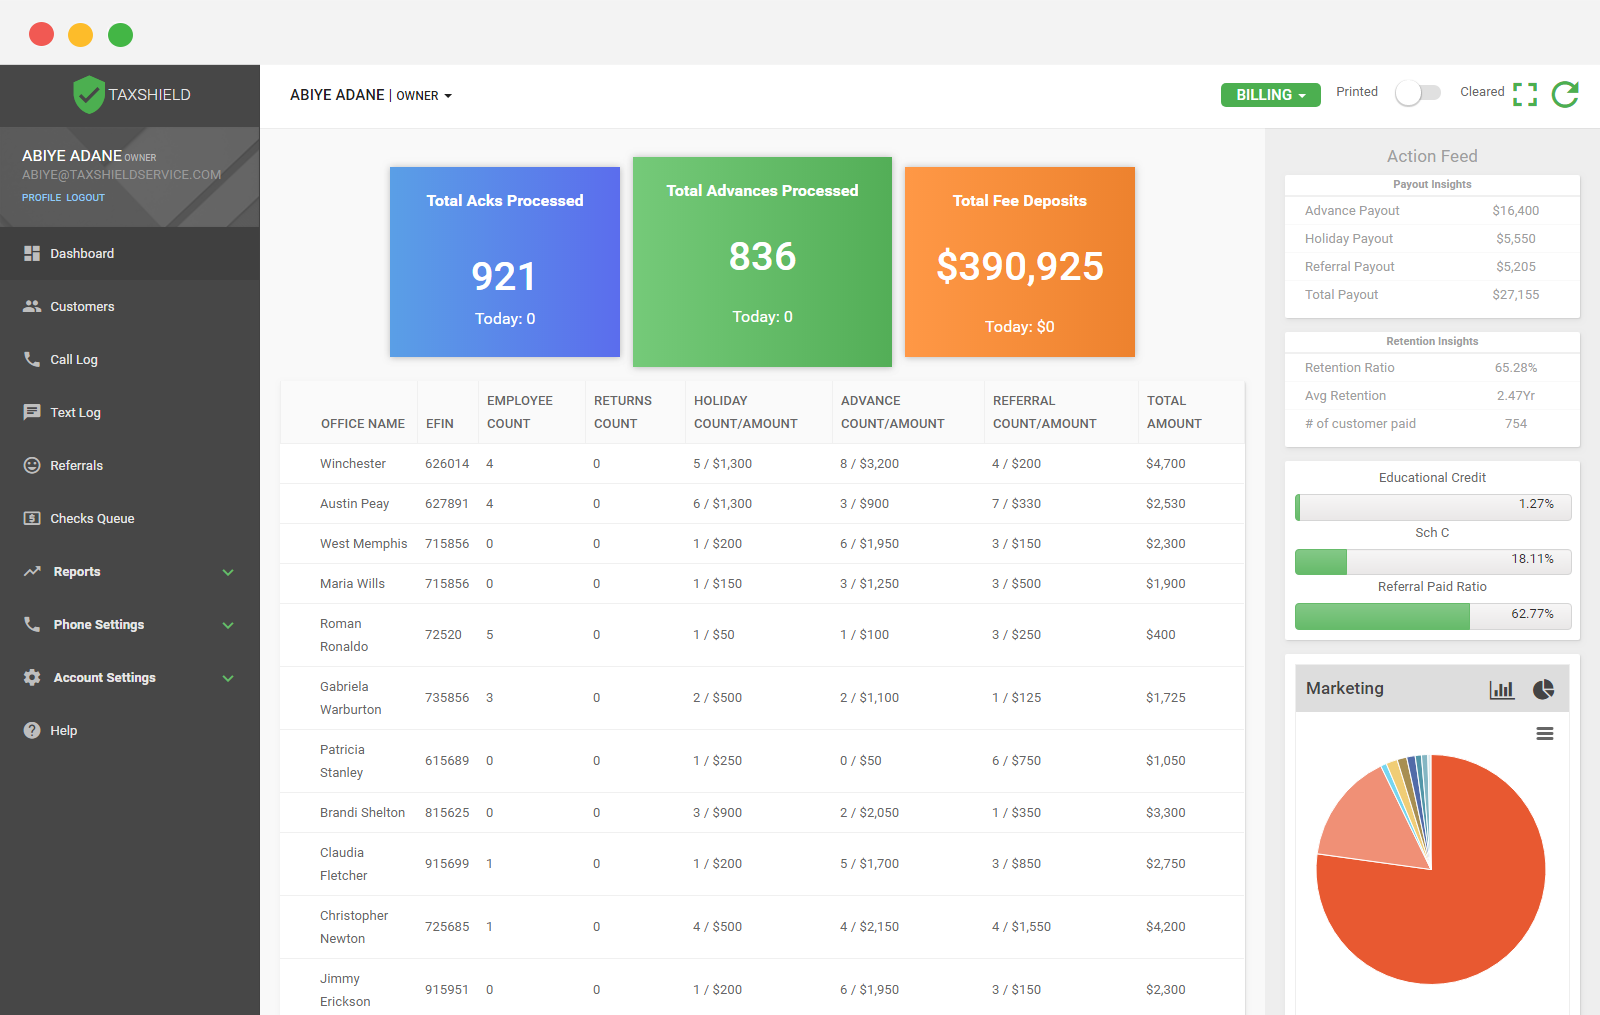 TAXSHIELD
ABIYE ADANE OWNER
ABIYE@TAXSHIELDSERVICE.COM
PROFILE LOGOUT
Dashboard
Customers
Call Log
Text Log
Referrals
Checks Queue
Reports
Phone Settings
Account Settings
Help
ABIYE ADANE | OWNER
BILLING
Printed
Cleared
Total Acks Processed
921
Today: 0
Total Advances Processed
836
Today: 0
Total Fee Deposits
$390,925
Today: $0
OFFICE NAME EFIN EMPLOYEE COUNT RETURNS COUNT HOLIDAY COUNT/AMOUNT ADVANCE COUNT/AMOUNT REFERRAL COUNT/AMOUNT TOTAL AMOUNT
Winchester 626014 4 0 5 / $1,300 8 / $3,200 4 / $200 $4,700
Austin Peay 627891 4 0 6 / $1,300 3 / $900 7 / $330 $2,530
West Memphis 715856 0 0 1 / $200 6 / $1,950 3 / $150 $2,300
Maria Wills 715856 0 0 1 / $150 3 / $1,250 3 / $500 $1,900
Roman Ronaldo 72520 5 0 1 / $50 1 / $100 3 / $250 $400
Gabriela Warburton 735856 3 0 2 / $500 2 / $1,100 1 / $125 $1,725
Patricia Stanley 615689 0 0 1 / $250 0 / $50 6 / $750 $1,050
Brandi Shelton 815625 0 0 3 / $900 2 / $2,050 1 / $350 $3,300
Claudia Fletcher 915699 1 0 1 / $200 5 / $1,700 3 / $850 $2,750
Christopher Newton 725685 1 0 4 / $500 4 / $2,150 4 / $1,550 $4,200
Jimmy Erickson 915951 0 0 1 / $200 6 / $1,950 3 / $150 $2,300
Action Feed
Payout Insights
Advance Payout $16,400
Holiday Payout $5,550
Referral Payout $5,205
Total Payout $27,155
Retention Insights
Retention Ratio 65.28%
Avg Retention 2.47Yr
# of customer paid 754
Educational Credit
1.27%
Sch C
18.11%
Referral Paid Ratio
62.77%
Marketing